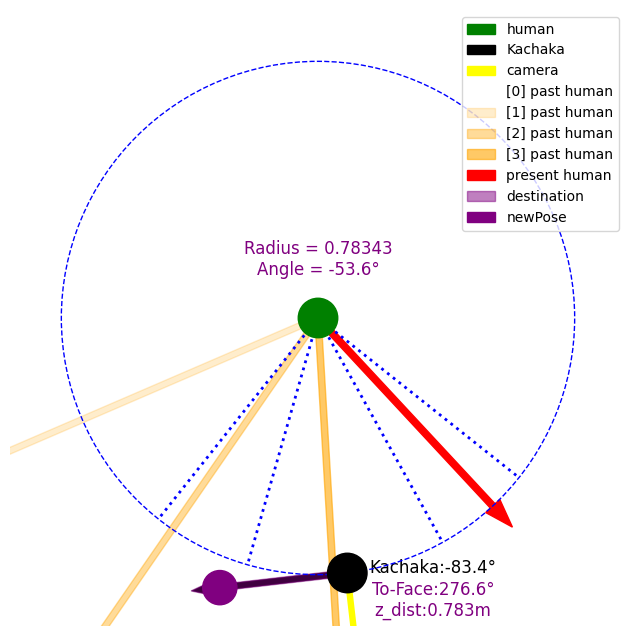 human
Kachaka
camera
[0] past human
[1] past human
[2] past human
[3] past human
present human
destination
newPose
Radius = 0.78343
Angle = -53.6°
Kachaka:-83.4°
To-Face:276.6°
z_dist:0.783m